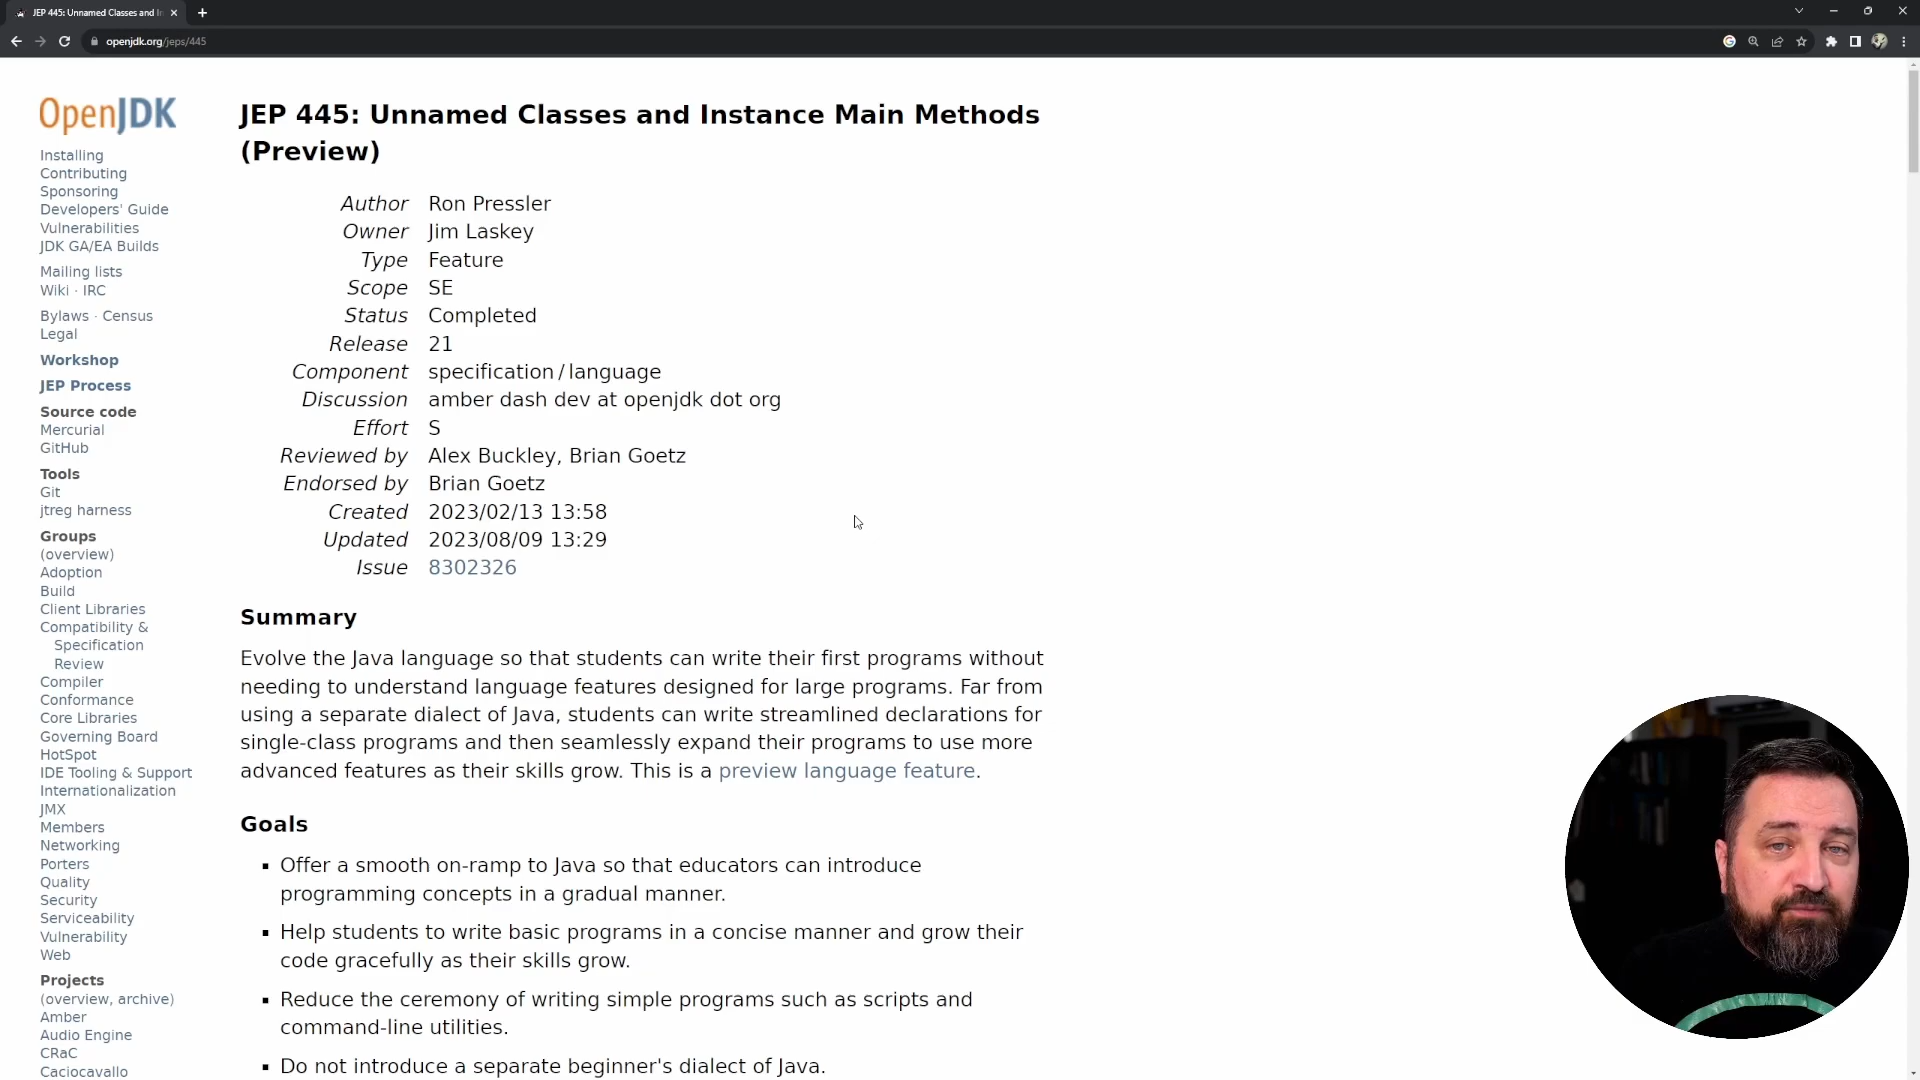 JEP 445: Unnamed Classes and In
openjdk.org/jeps/445
OpenJDK
Installing
Contributing
Sponsoring
Developers' Guide
Vulnerabilities
JDK GA/EA Builds
Mailing lists
Wiki · IRC
Bylaws · Census
Legal
Workshop
JEP Process
Source code
Mercurial
GitHub
Tools
Git
jtreg harness
Groups
(overview)
Adoption
Build
Client Libraries
Compatibility &
Specification
Review
Compiler
Conformance
Core Libraries
Governing Board
HotSpot
IDE Tooling & Support
Internationalization
JMX
Members
Networking
Porters
Quality
Security
Serviceability
Vulnerability
Web
Projects
(overview, archive)
Amber
Audio Engine
CRaC
Caciocavallo
JEP 445: Unnamed Classes and Instance Main Methods
(Preview)
Author Ron Pressler
Owner Jim Laskey
Type Feature
Scope SE
Status Completed
Release 21
Component specification / language
Discussion amber dash dev at openjdk dot org
Effort S
Reviewed by Alex Buckley, Brian Goetz
Endorsed by Brian Goetz
Created 2023/02/13 13:58
Updated 2023/08/09 13:29
Issue 8302326
Summary
Evolve the Java language so that students can write their first programs without
needing to understand language features designed for large programs. Far from
using a separate dialect of Java, students can write streamlined declarations for
single-class programs and then seamlessly expand their programs to use more
advanced features as their skills grow. This is a preview language feature.
Goals
▪ Offer a smooth on-ramp to Java so that educators can introduce
programming concepts in a gradual manner.
▪ Help students to write basic programs in a concise manner and grow their
code gracefully as their skills grow.
▪ Reduce the ceremony of writing simple programs such as scripts and
command-line utilities.
▪ Do not introduce a separate beginner's dialect of Java.